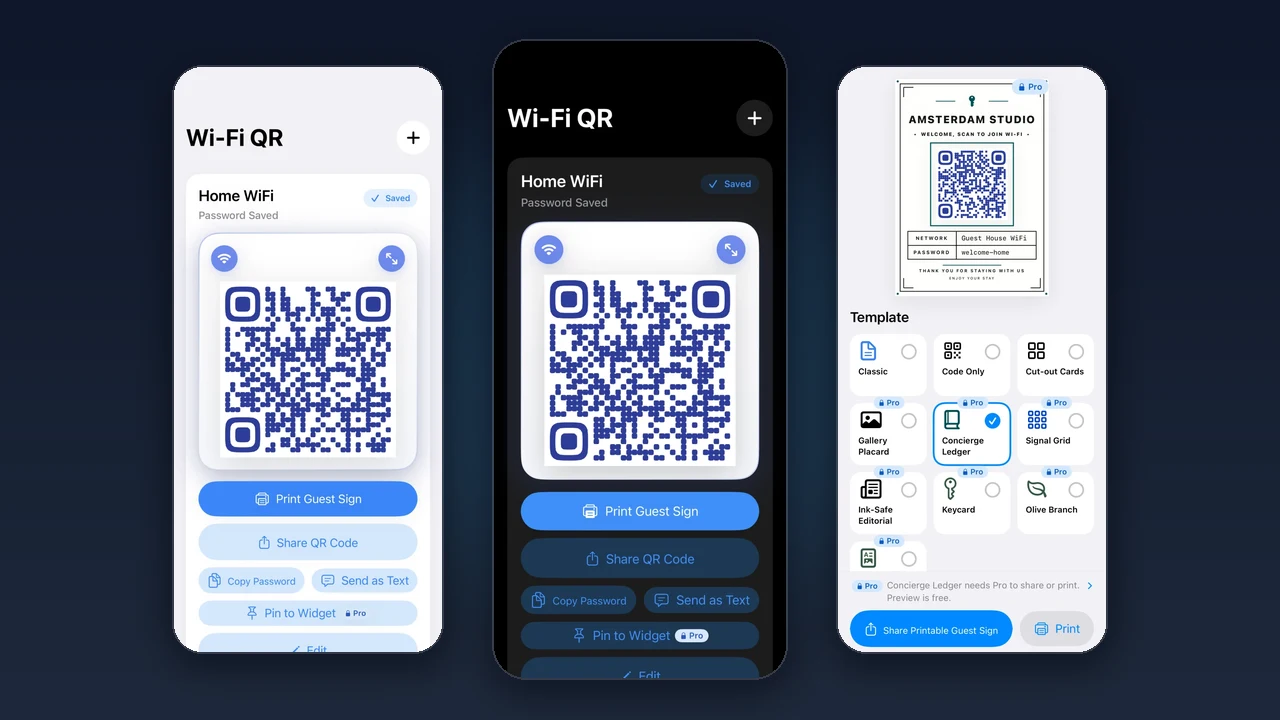 Wi-Fi QR
Home WiFi
Saved
Password Saved
Print Guest Sign
Share QR Code
Copy Password
Send as Text
Pin to Widget
Pro
Edit
Wi-Fi QR
Home WiFi
Saved
Password Saved
Print Guest Sign
Share QR Code
Copy Password
Send as Text
Pin to Widget
Pro
Edit
Pro
AMSTERDAM STUDIO
• WELCOME, SCAN TO JOIN WI-FI •
NETWORK Guest House WiFi
PASSWORD welcome-home
THANK YOU FOR STAYING WITH US
ENJOY YOUR STAY
Template
Classic
Code Only
Cut-out Cards
Pro
Gallery
Placard
Pro
Concierge
Ledger
Pro
Signal Grid
Pro
Ink-Safe
Editorial
Pro
Keycard
Pro
Olive Branch
Pro
Pro
Concierge Ledger needs Pro to share or print.
Preview is free.
Share Printable Guest Sign
Print